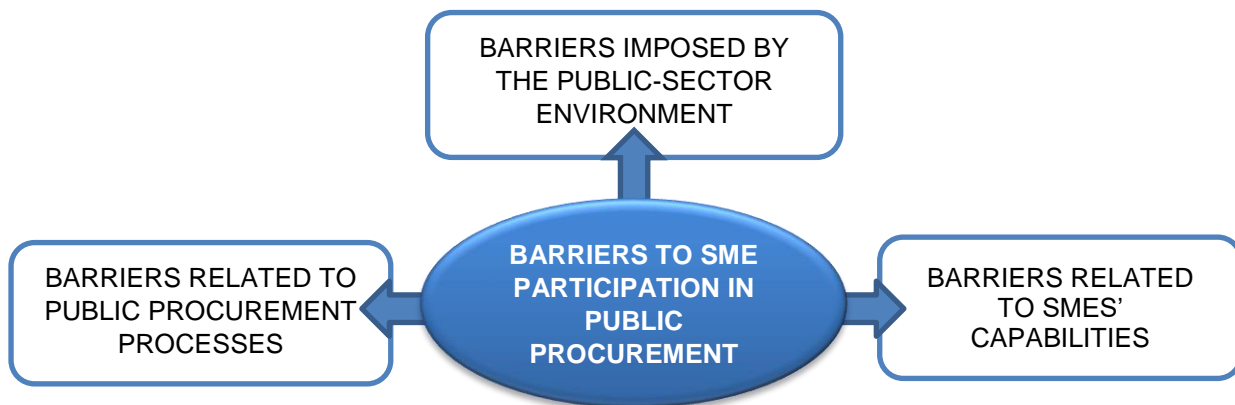 BARRIERS IMPOSED BY
THE PUBLIC-SECTOR
ENVIRONMENT
BARRIERS RELATED TO
PUBLIC PROCUREMENT
PROCESSES
BARRIERS TO SME
PARTICIPATION IN
PUBLIC
PROCUREMENT
BARRIERS RELATED
TO SMES’
CAPABILITIES